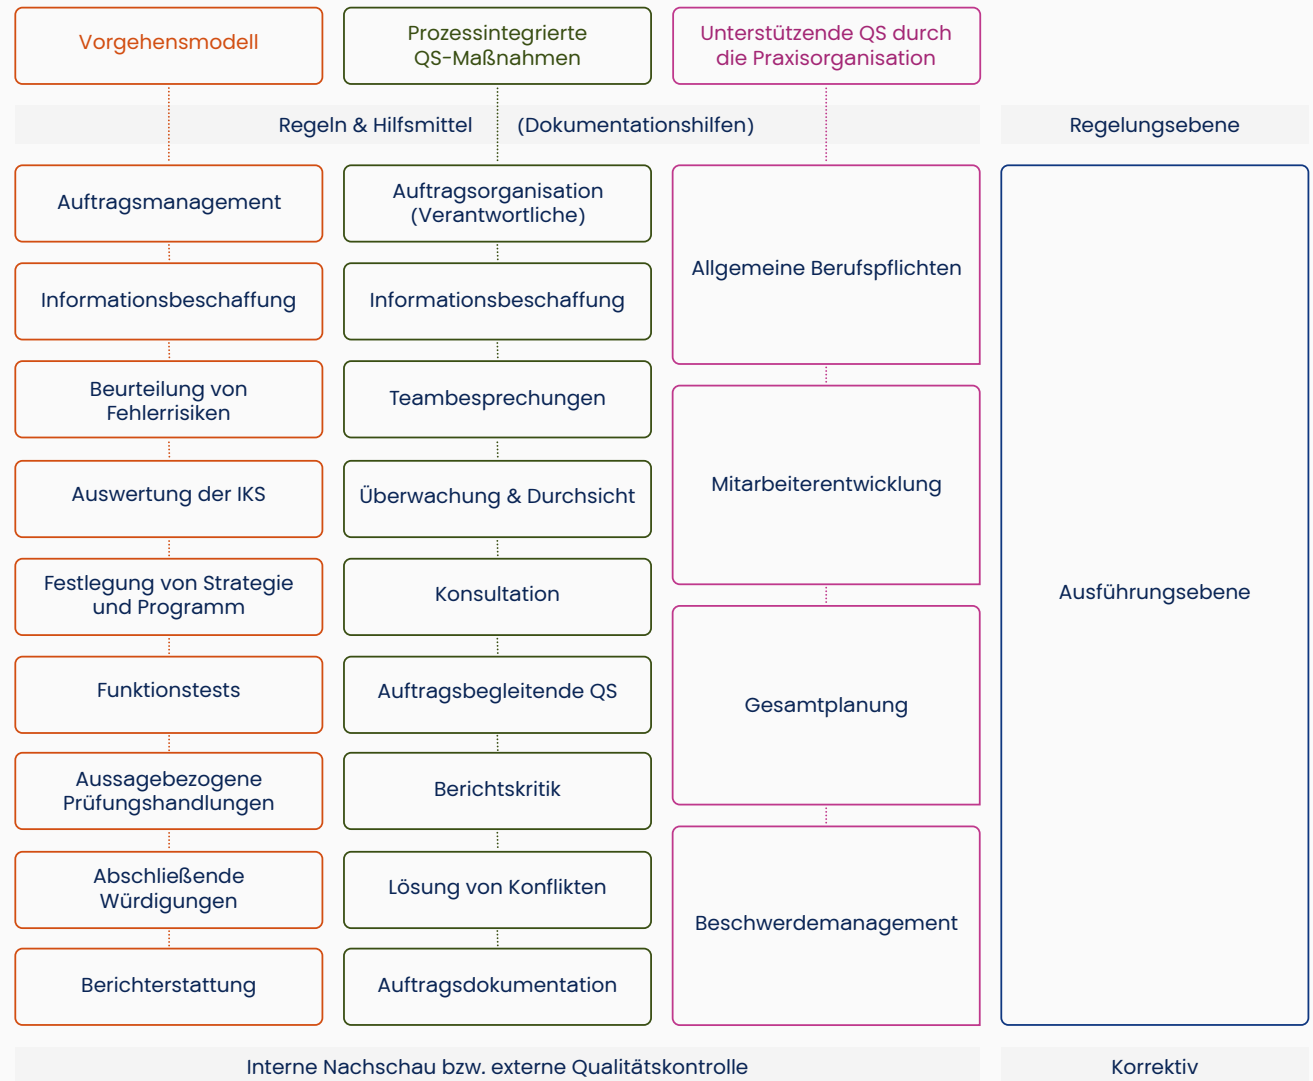 Vorgehensmodell
Prozessintegrierte
QS-Maßnahmen
Unterstützende QS durch
die Praxisorganisation
Regeln & Hilfsmittel (Dokumentationshilfen)
Regelungsebene
Auftragsmanagement
Informationsbeschaffung
Beurteilung von
Fehlerrisiken
Auswertung der IKS
Festlegung von Strategie
und Programm
Funktionstests
Aussagebezogene
Prüfungshandlungen
Abschließende
Würdigungen
Berichterstattung
Auftragsorganisation
(Verantwortliche)
Informationsbeschaffung
Teambesprechungen
Überwachung & Durchsicht
Konsultation
Auftragsbegleitende QS
Berichtskritik
Lösung von Konflikten
Auftragsdokumentation
Allgemeine Berufspflichten
Mitarbeiterentwicklung
Gesamtplanung
Beschwerdemanagement
Ausführungsebene
Interne Nachschau bzw. externe Qualitätskontrolle
Korrektiv